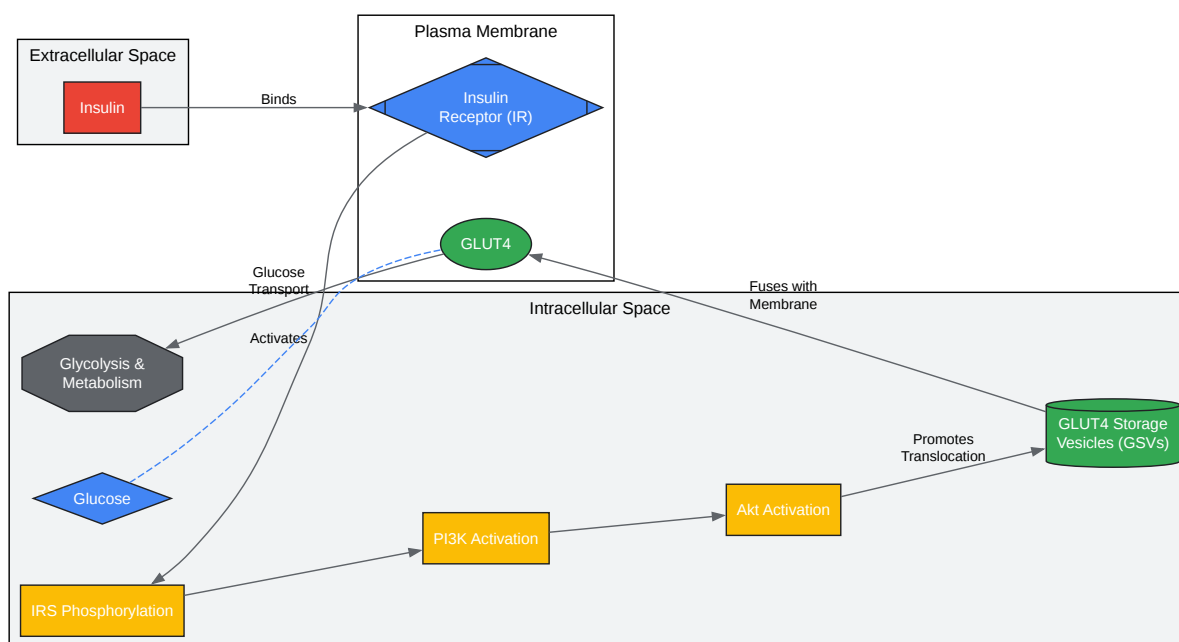 Plasma Membrane
Extracellular Space
Insulin
Binds
Insulin
Receptor (IR)
GLUT4
Glucose
Transport
Fuses with
Membrane
Intracellular Space
Activates
Glycolysis &
Metabolism
GLUT4 Storage
Vesicles (GSVs)
Promotes
Translocation
Glucose
Akt Activation
PI3K Activation
IRS Phosphorylation